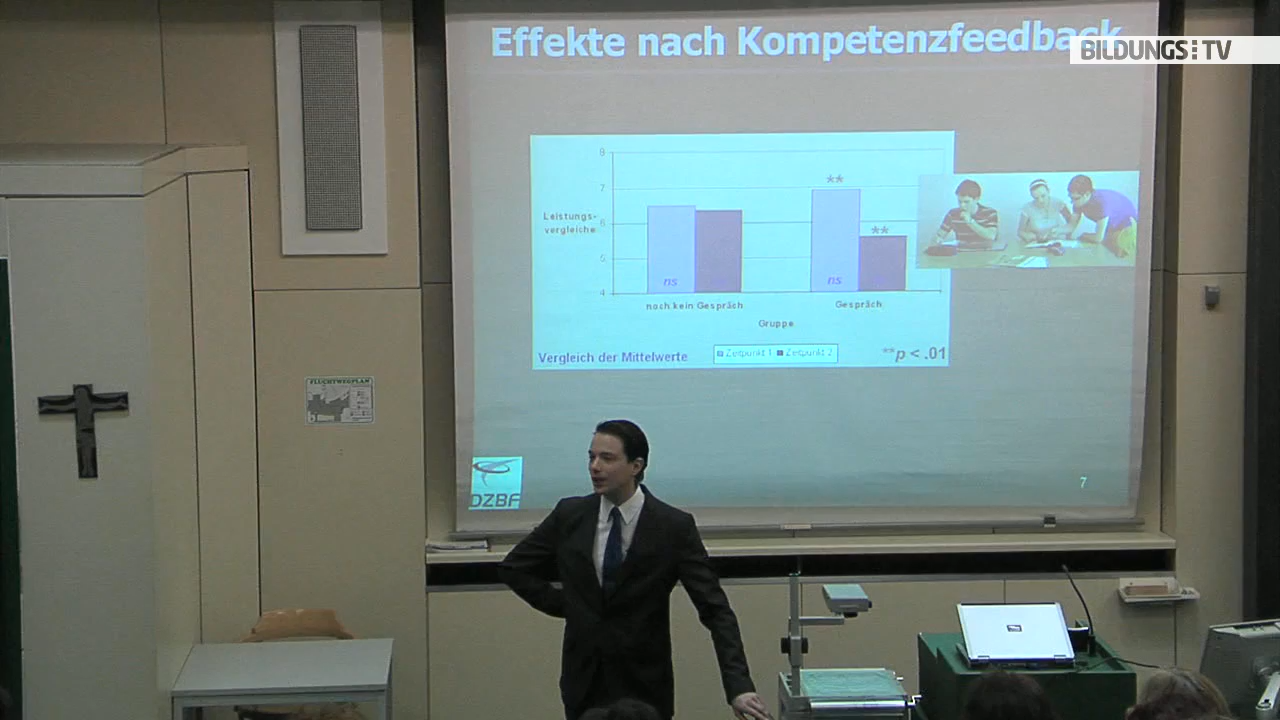 Effekte nach Kompetenzfeedback
BILDUNGS TV
8
7
6
5
4
Leistungs-
vergleiche
**
**
ns
ns
noch kein Gespräch
Gespräch
Gruppe
Vergleich der Mittelwerte
Zeitpunkt 1 Zeitpunkt 2
**p < .01
FLUCHTWEGPLAN
DZBF
7